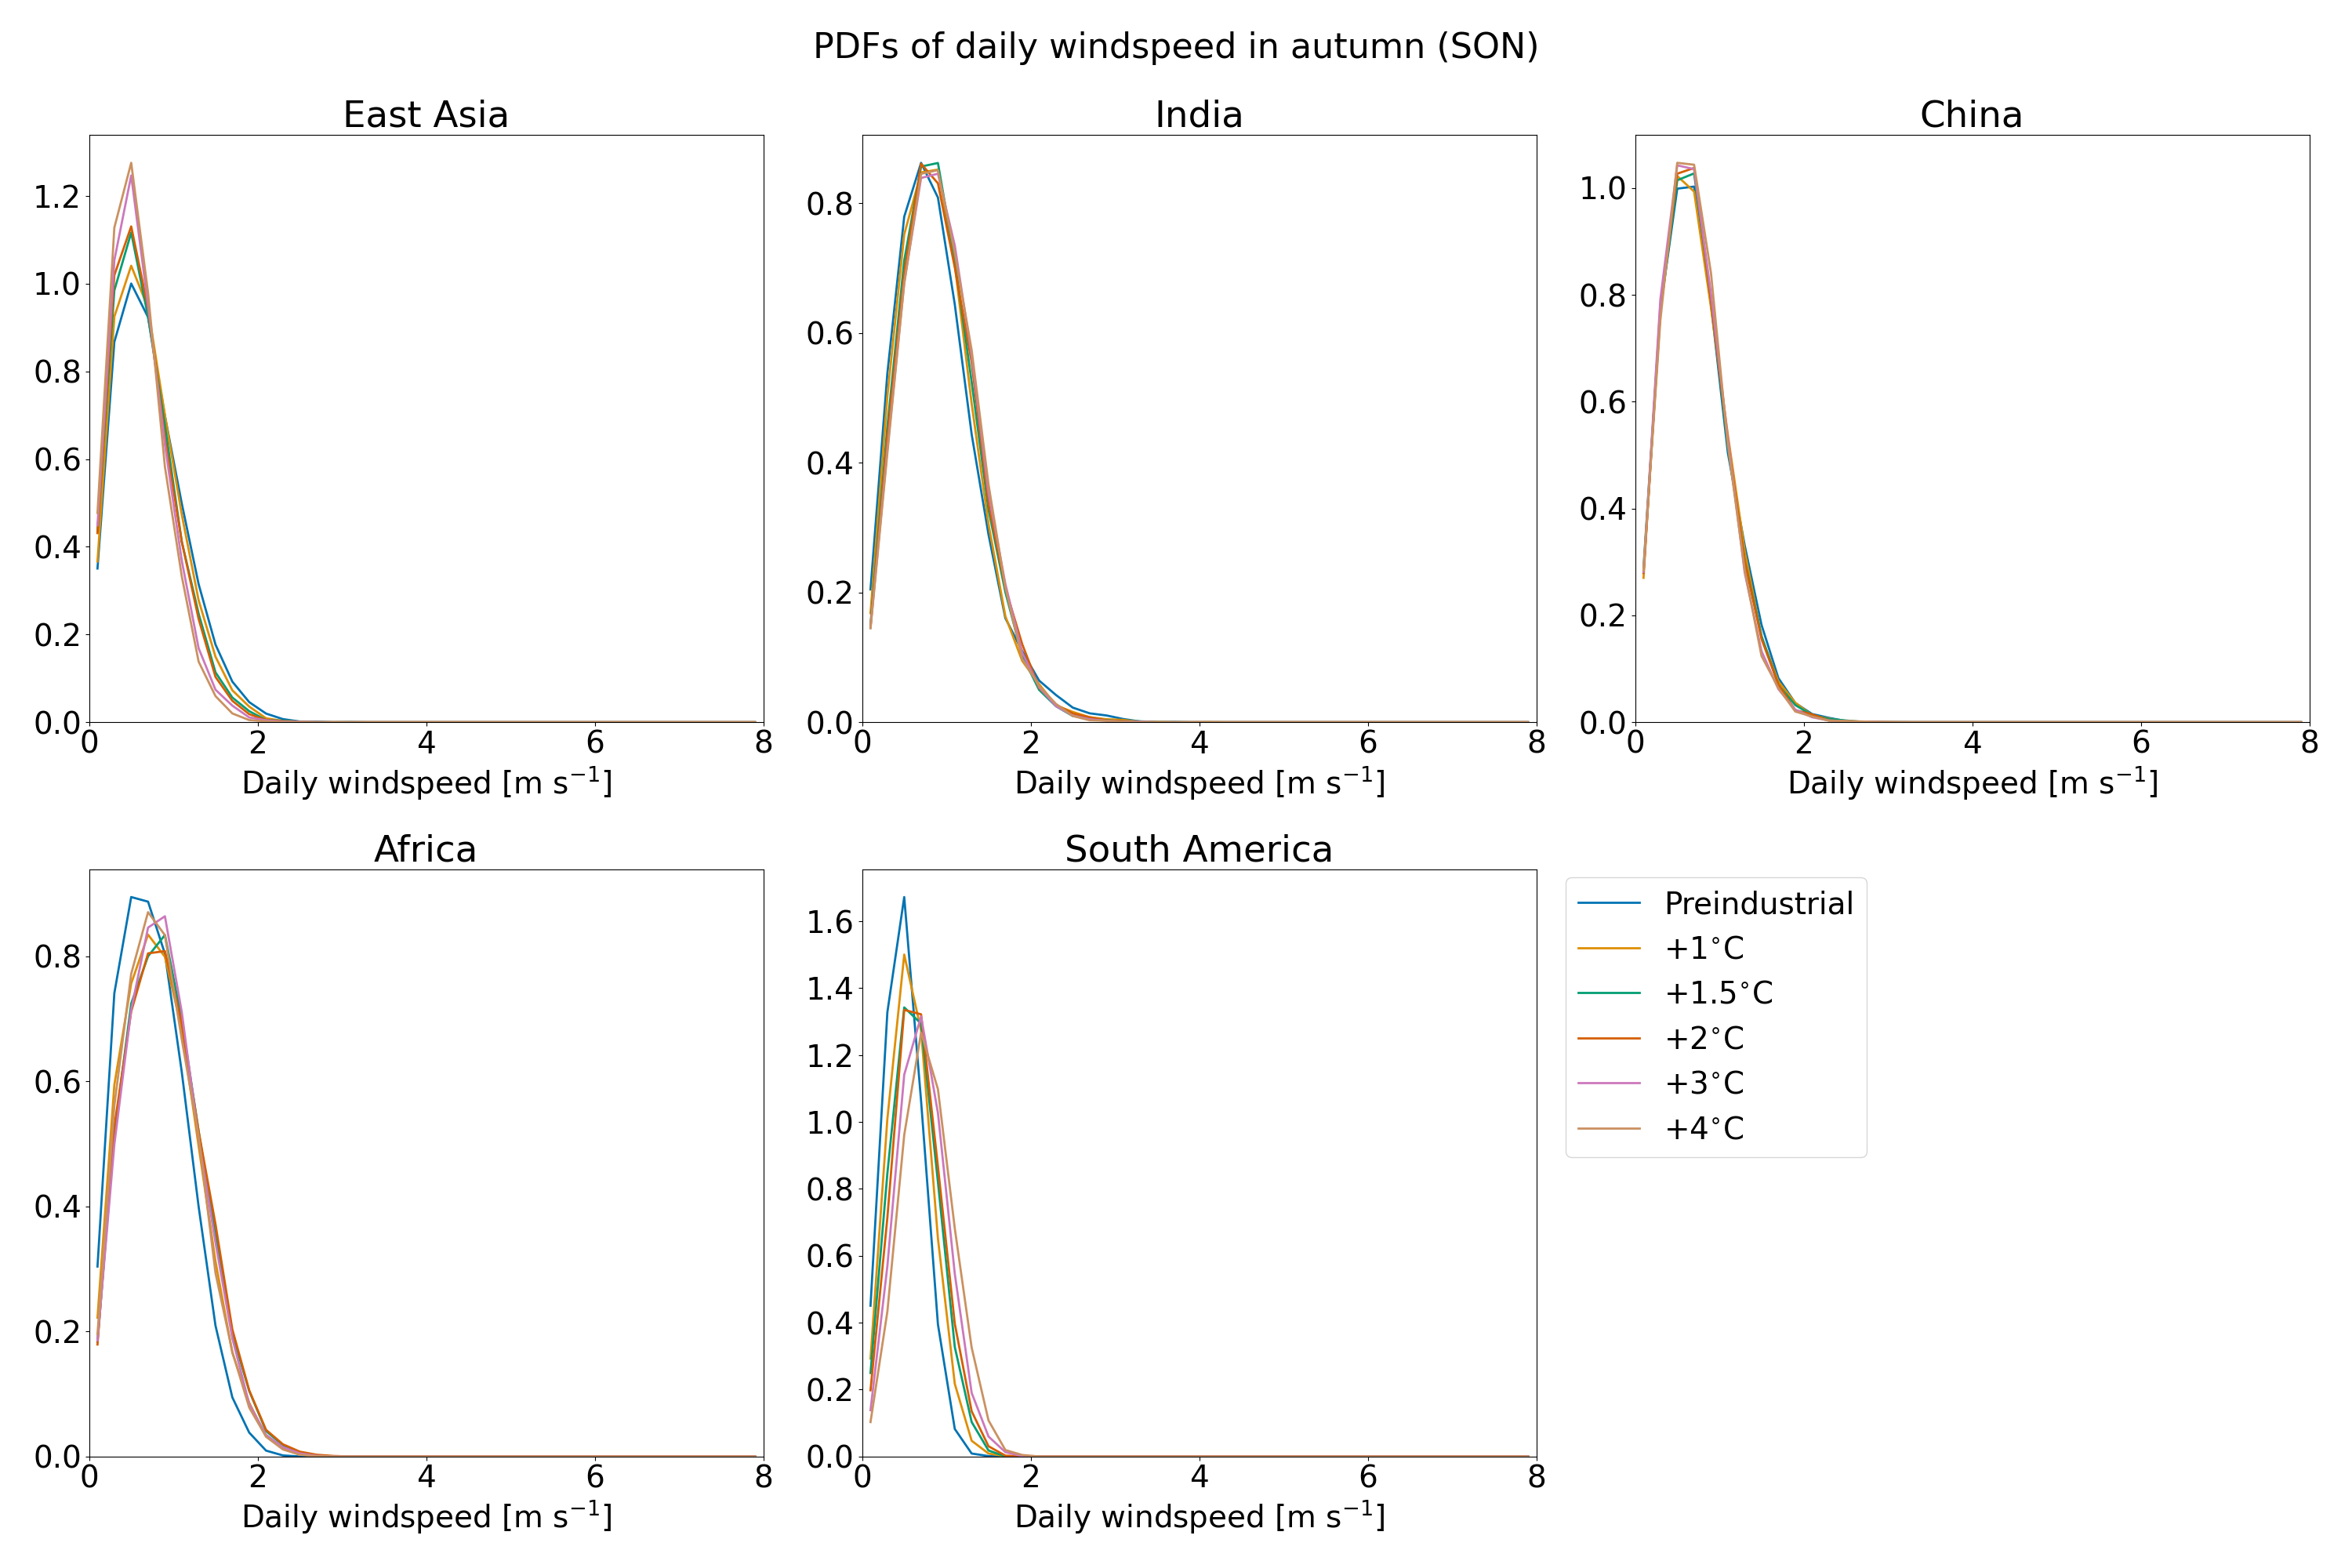 PDFs of daily windspeed in autumn (SON)
East Asia
1.2
1.0
0.8
0.6
0.4
0.2
0.0
0 2 4 6 8
Daily windspeed [m s⁻¹]
India
0.8
0.6
0.4
0.2
0.0
0 2 4 6 8
Daily windspeed [m s⁻¹]
China
1.0
0.8
0.6
0.4
0.2
0.0
0 2 4 6 8
Daily windspeed [m s⁻¹]
Africa
0.8
0.6
0.4
0.2
0.0
0 2 4 6 8
Daily windspeed [m s⁻¹]
South America
1.6
1.4
1.2
1.0
0.8
0.6
0.4
0.2
0.0
0 2 4 6 8
Daily windspeed [m s⁻¹]
Preindustrial
+1°C
+1.5°C
+2°C
+3°C
+4°C